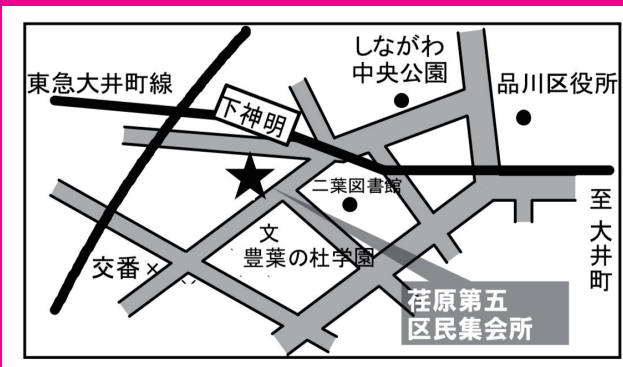 しながわ
中央公園
東急大井町線
品川区役所
下神明
二葉図書館
至大井町
文
豊葉の杜学園
交番×
荏原第五
区民集会所